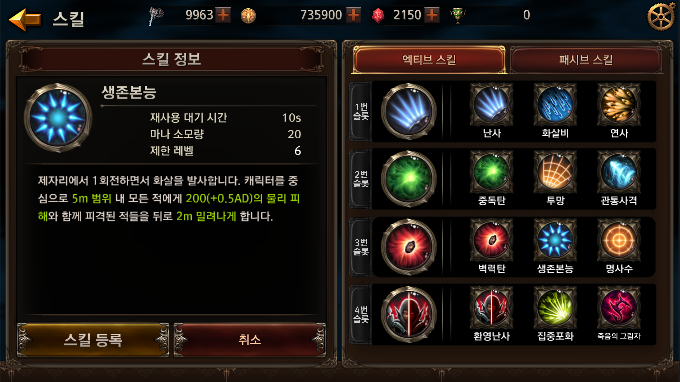 스킬
9963
735900
2150
0
스킬 정보
생존본능
재사용 대기 시간 10s
마나 소모량 20
제한 레벨 6
제자리에서 1회전하면서 화살을 발사합니다. 캐릭터를 중
심으로 5m 범위 내 모든 적에게 200(+0.5AD)의 물리 피
해와 함께 피격된 적들을 뒤로 2m 밀려나게 합니다.
스킬 등록
취소
엑티브 스킬
패시브 스킬
1번
슬롯
난사
화살비
연사
2번
슬롯
중독탄
투망
관통사격
3번
슬롯
벽력탄
생존본능
명사수
4번
슬롯
환영난사
집중포화
죽음의 그림자